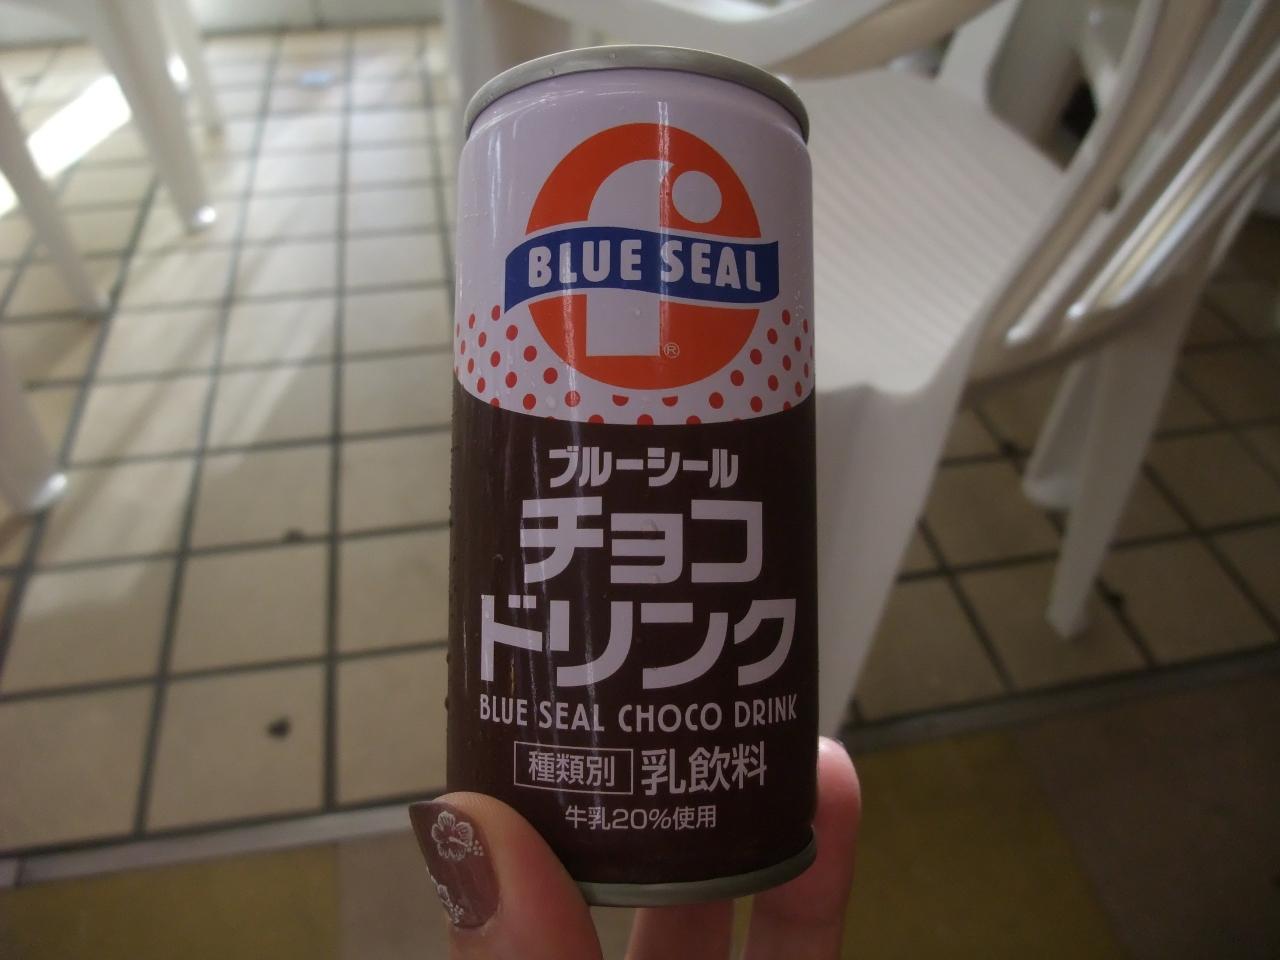 BLUE SEAL
®
ブルーシール
チョコ
ドリンク
BLUE SEAL CHOCO DRINK
種類別 乳飲料
牛乳20%使用